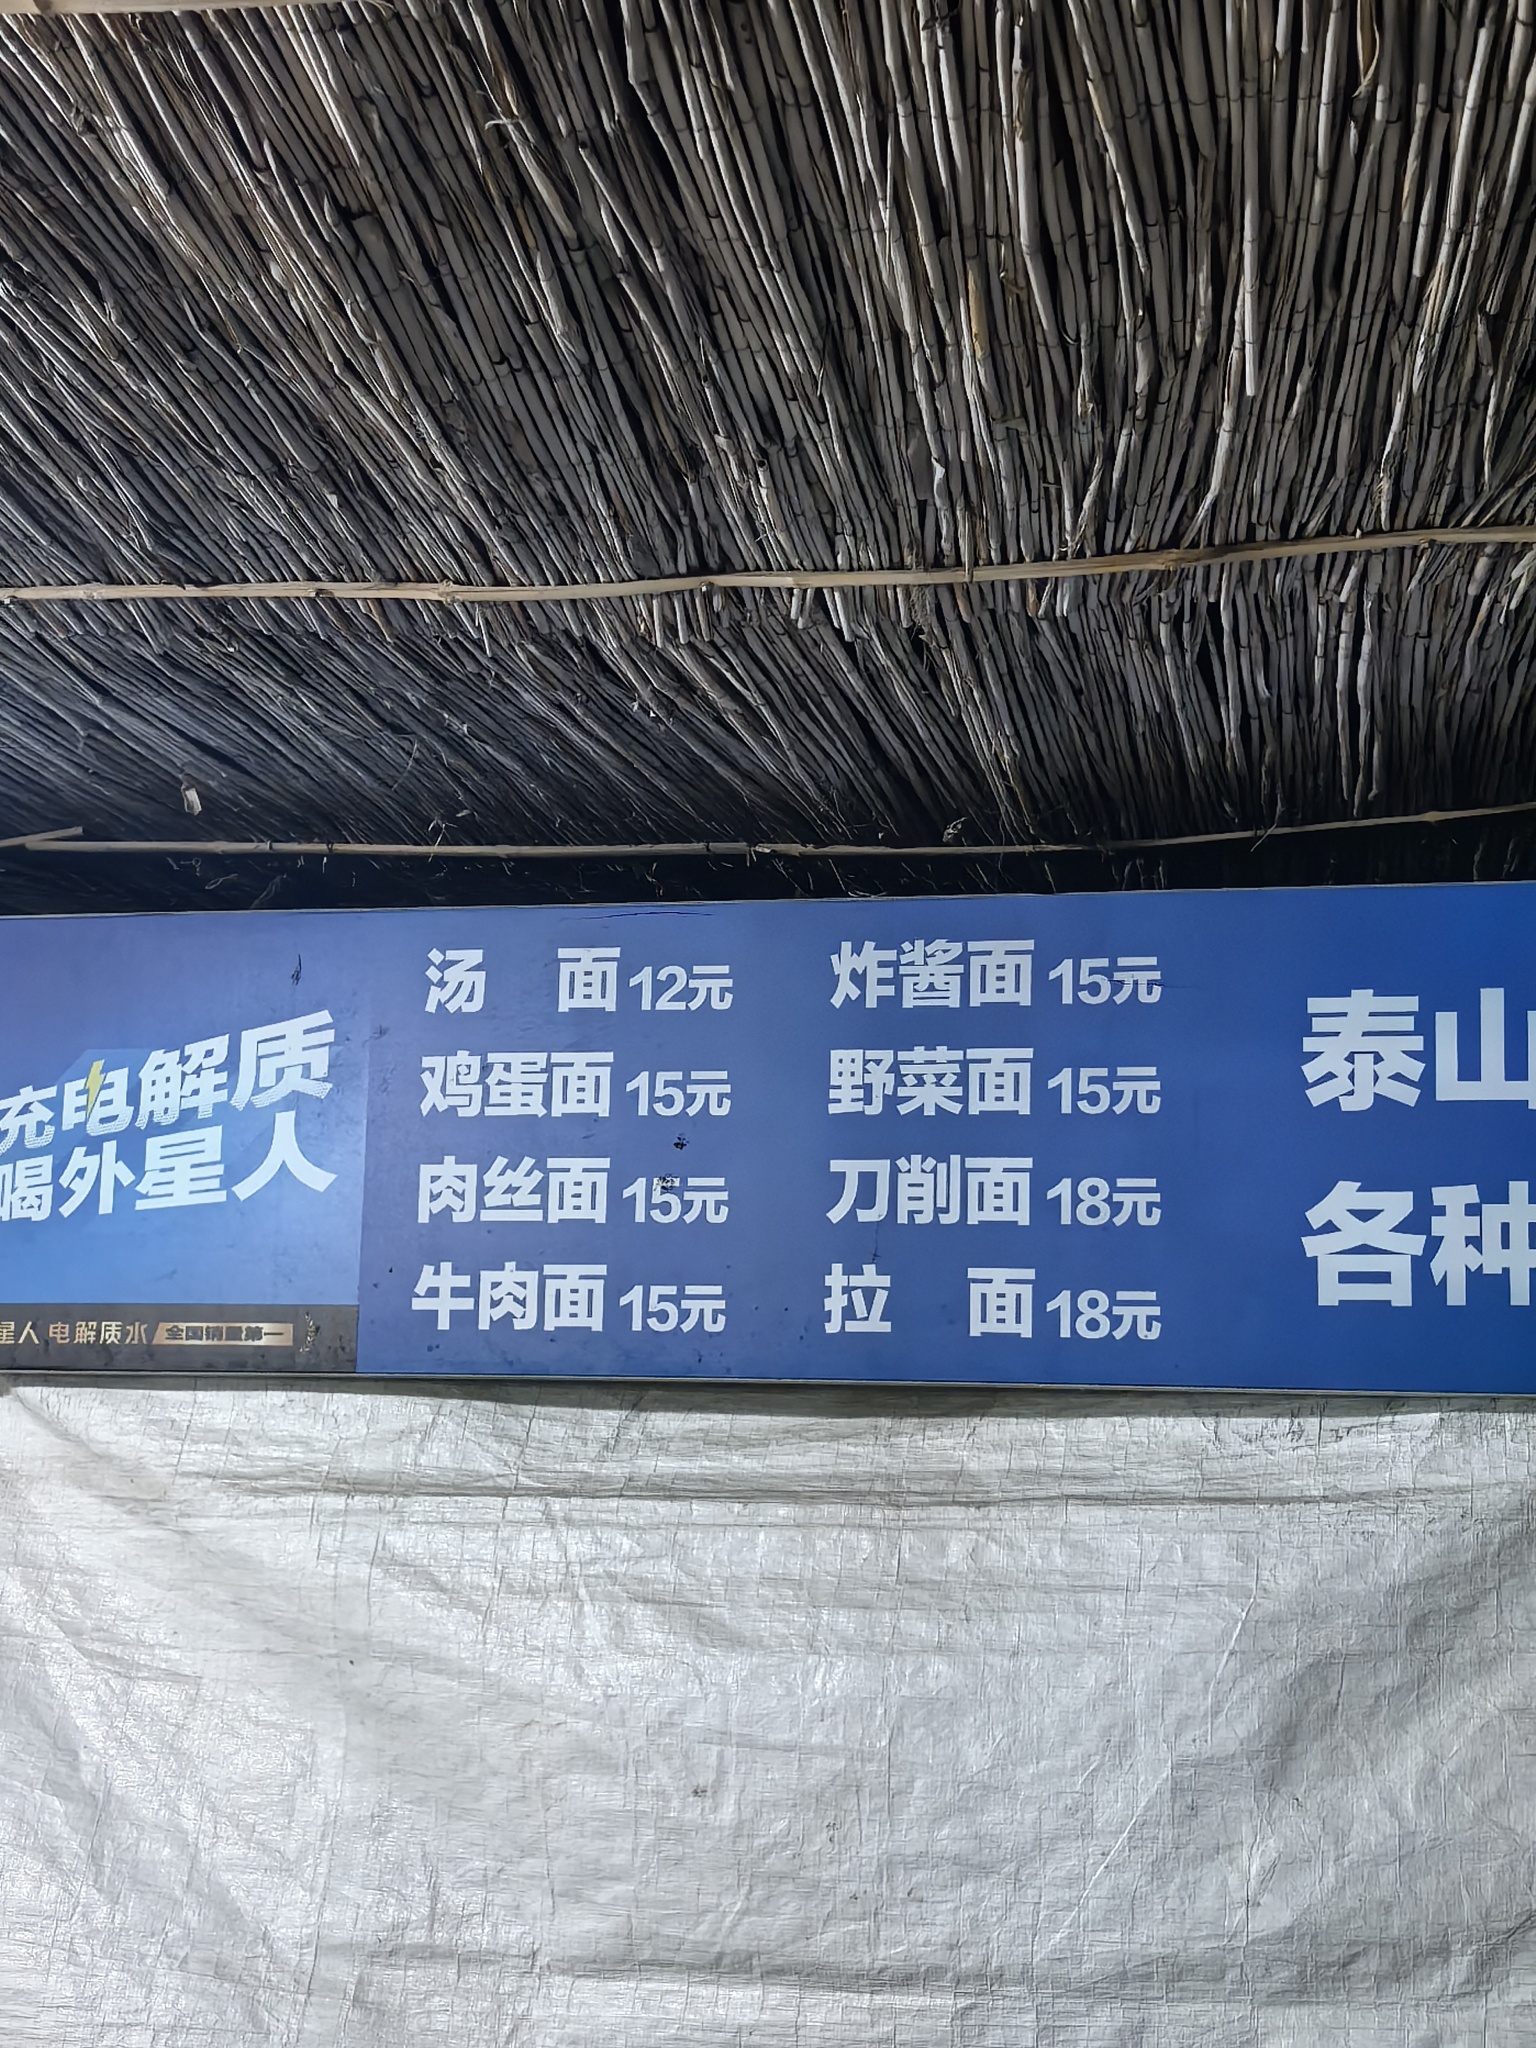 充电解质
喝外星人
星人 电解质水 全国销量第一
汤 面 12元
鸡蛋面 15元
肉丝面 15元
牛肉面 15元
炸酱面 15元
野菜面 15元
刀削面 18元
拉 面 18元
泰山
各种